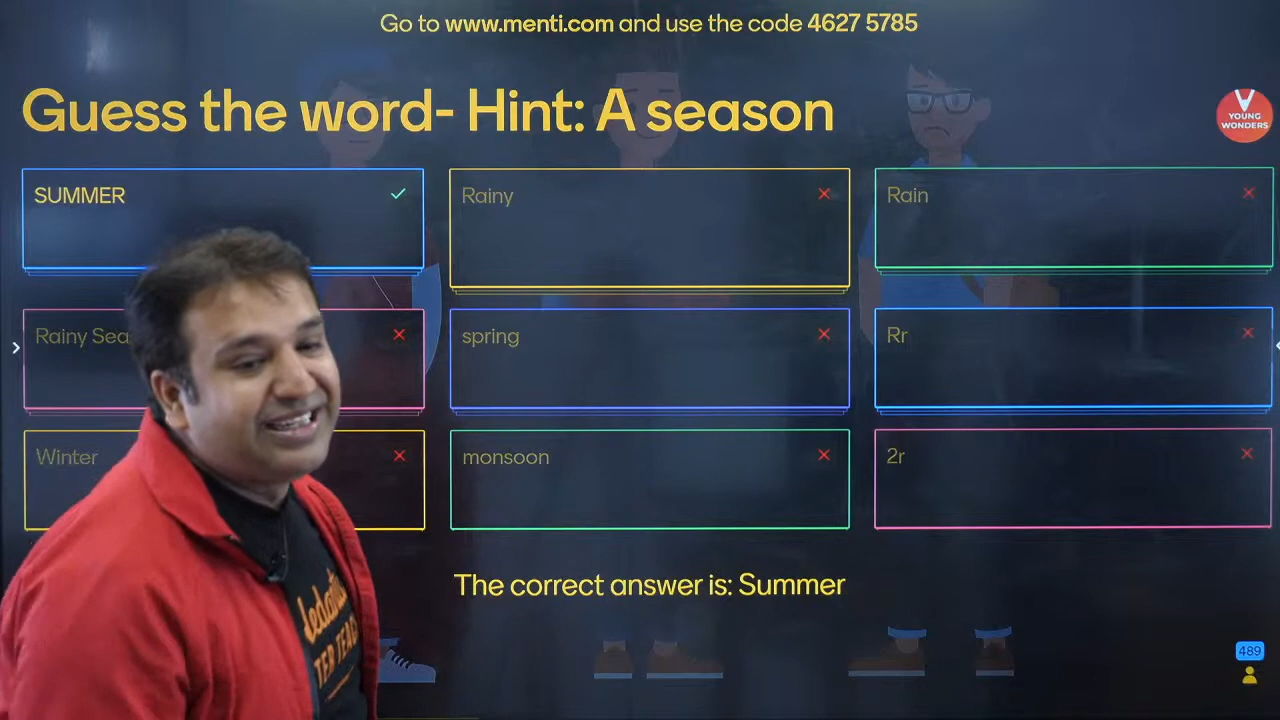 Go to www.menti.com and use the code 4627 5785
Guess the word- Hint: A season
YOUNG
WONDERS
SUMMER
Rainy
Rain
Rainy Sea
spring
Rr
Winter
monsoon
2r
The correct answer is: Summer
489